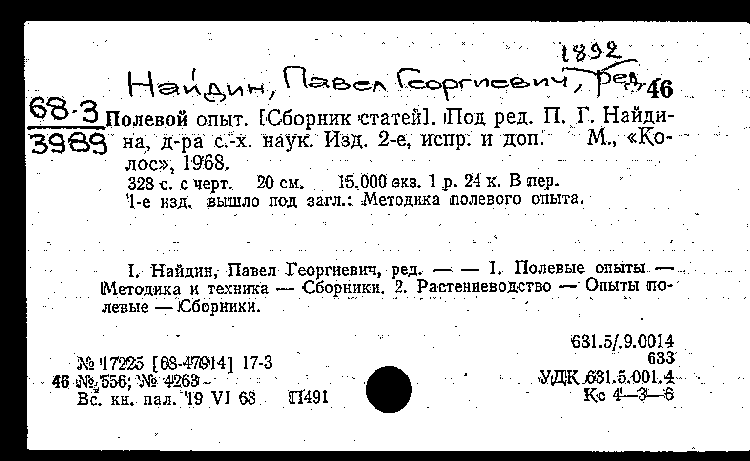 1892
Найдин, Павел Георгиевич, ред. 46
68-3
3989
Полевой опыт. [Сборник статей]. Под ред. П. Г. Найди-
на, д-ра с.-х. наук. Изд. 2-е, испр. и доп. М., «Ко-
лос», 1968.
328 с. с черт. 20 см. 15.000 экз. 1 р. 24 к. В пер.
1-е изд. вышло под загл.: Методика полевого опыта.
I. Найдин, Павел Георгиевич, ред. — — 1. Полевые опыты —
Методика и техника — Сборники. 2. Растениеводство — Опыты по-
левые — Сборники.
631.5/.9.0014
633
№ 17225 [68-47914] 17-3
46 № 556; № 4263
УДК 631.5.001.4
Вс. кн. пал. 19 VI 68 П491
Кс 4—3—6